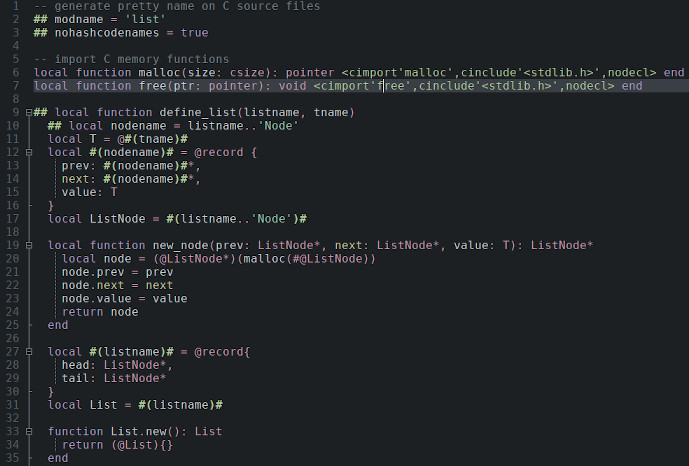 1 -- generate pretty name on C source files
2 ## modname = 'list'
3 ## nohashcodenames = true
4
5 -- import C memory functions
6 local function malloc(size: csize): pointer <cimport'malloc',cinclude'<stdlib.h>',nodecl> end
7 local function free(ptr: pointer): void <cimport'free',cinclude'<stdlib.h>',nodecl> end
8
9 ## local function define_list(listname, tname)
10   ## local nodename = listname..'Node'
11   local T = @#(tname)#
12   local #(nodename)# = @record {
13     prev: #(nodename)#*,
14     next: #(nodename)#*,
15     value: T
16   }
17   local ListNode = #(listname..'Node')#
18
19   local function new_node(prev: ListNode*, next: ListNode*, value: T): ListNode*
20     local node = (@ListNode*)(malloc(#@ListNode))
21     node.prev = prev
22     node.next = next
23     node.value = value
24     return node
25   end
26
27   local #(listname)# = @record{
28     head: ListNode*,
29     tail: ListNode*
30   }
31   local List = #(listname)#
32
33   function List.new(): List
34     return (@List){}
35   end